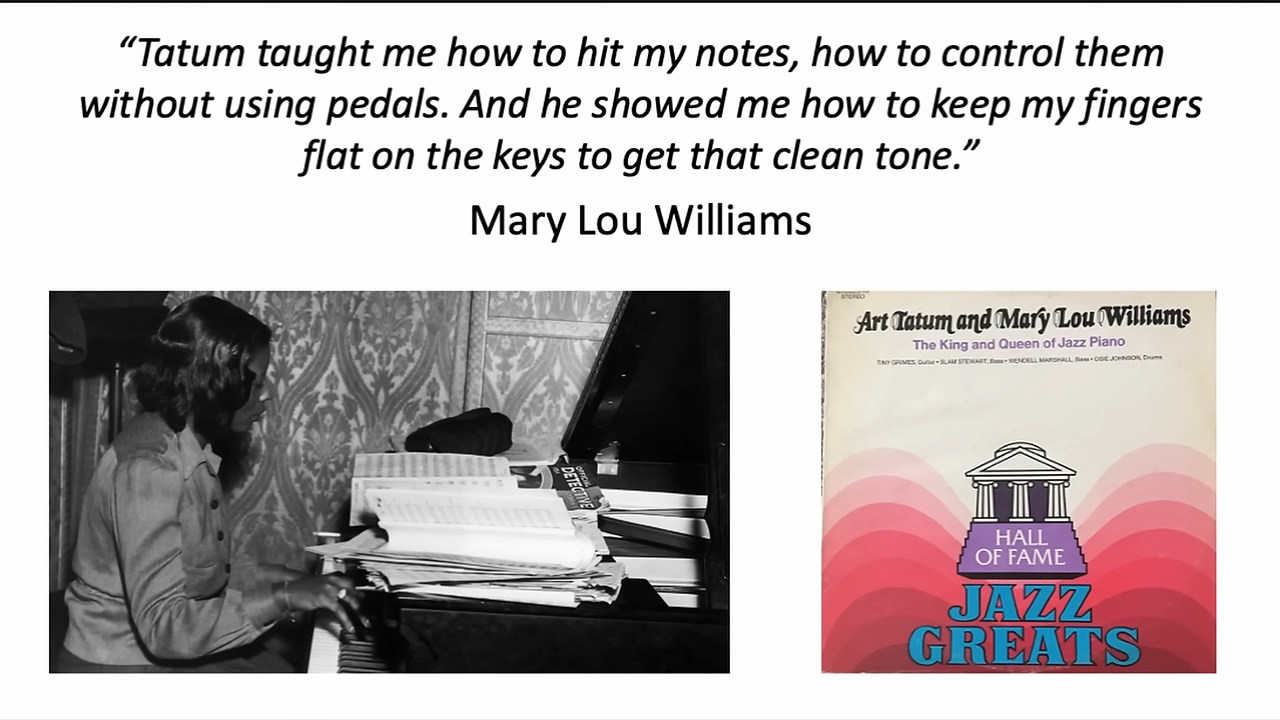 “Tatum taught me how to hit my notes, how to control them
without using pedals. And he showed me how to keep my fingers
flat on the keys to get that clean tone.”
Mary Lou Williams
DETECTIVE
STEREO
Art Tatum and Mary Lou Williams
The King and Queen of Jazz Piano
TINY GRIMES, Guitar • SLAM STEWART, Bass • WENDELL MARSHALL, Bass • OSIE JOHNSON, Drums
HALL
OF FAME
JAZZ
GREATS